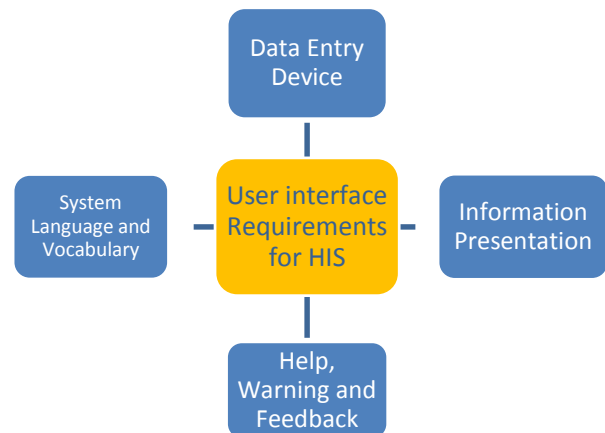 Data Entry
Device
System
Language and
Vocabulary
User interface
Requirements
for HIS
Information
Presentation
Help,
Warning and
Feedback